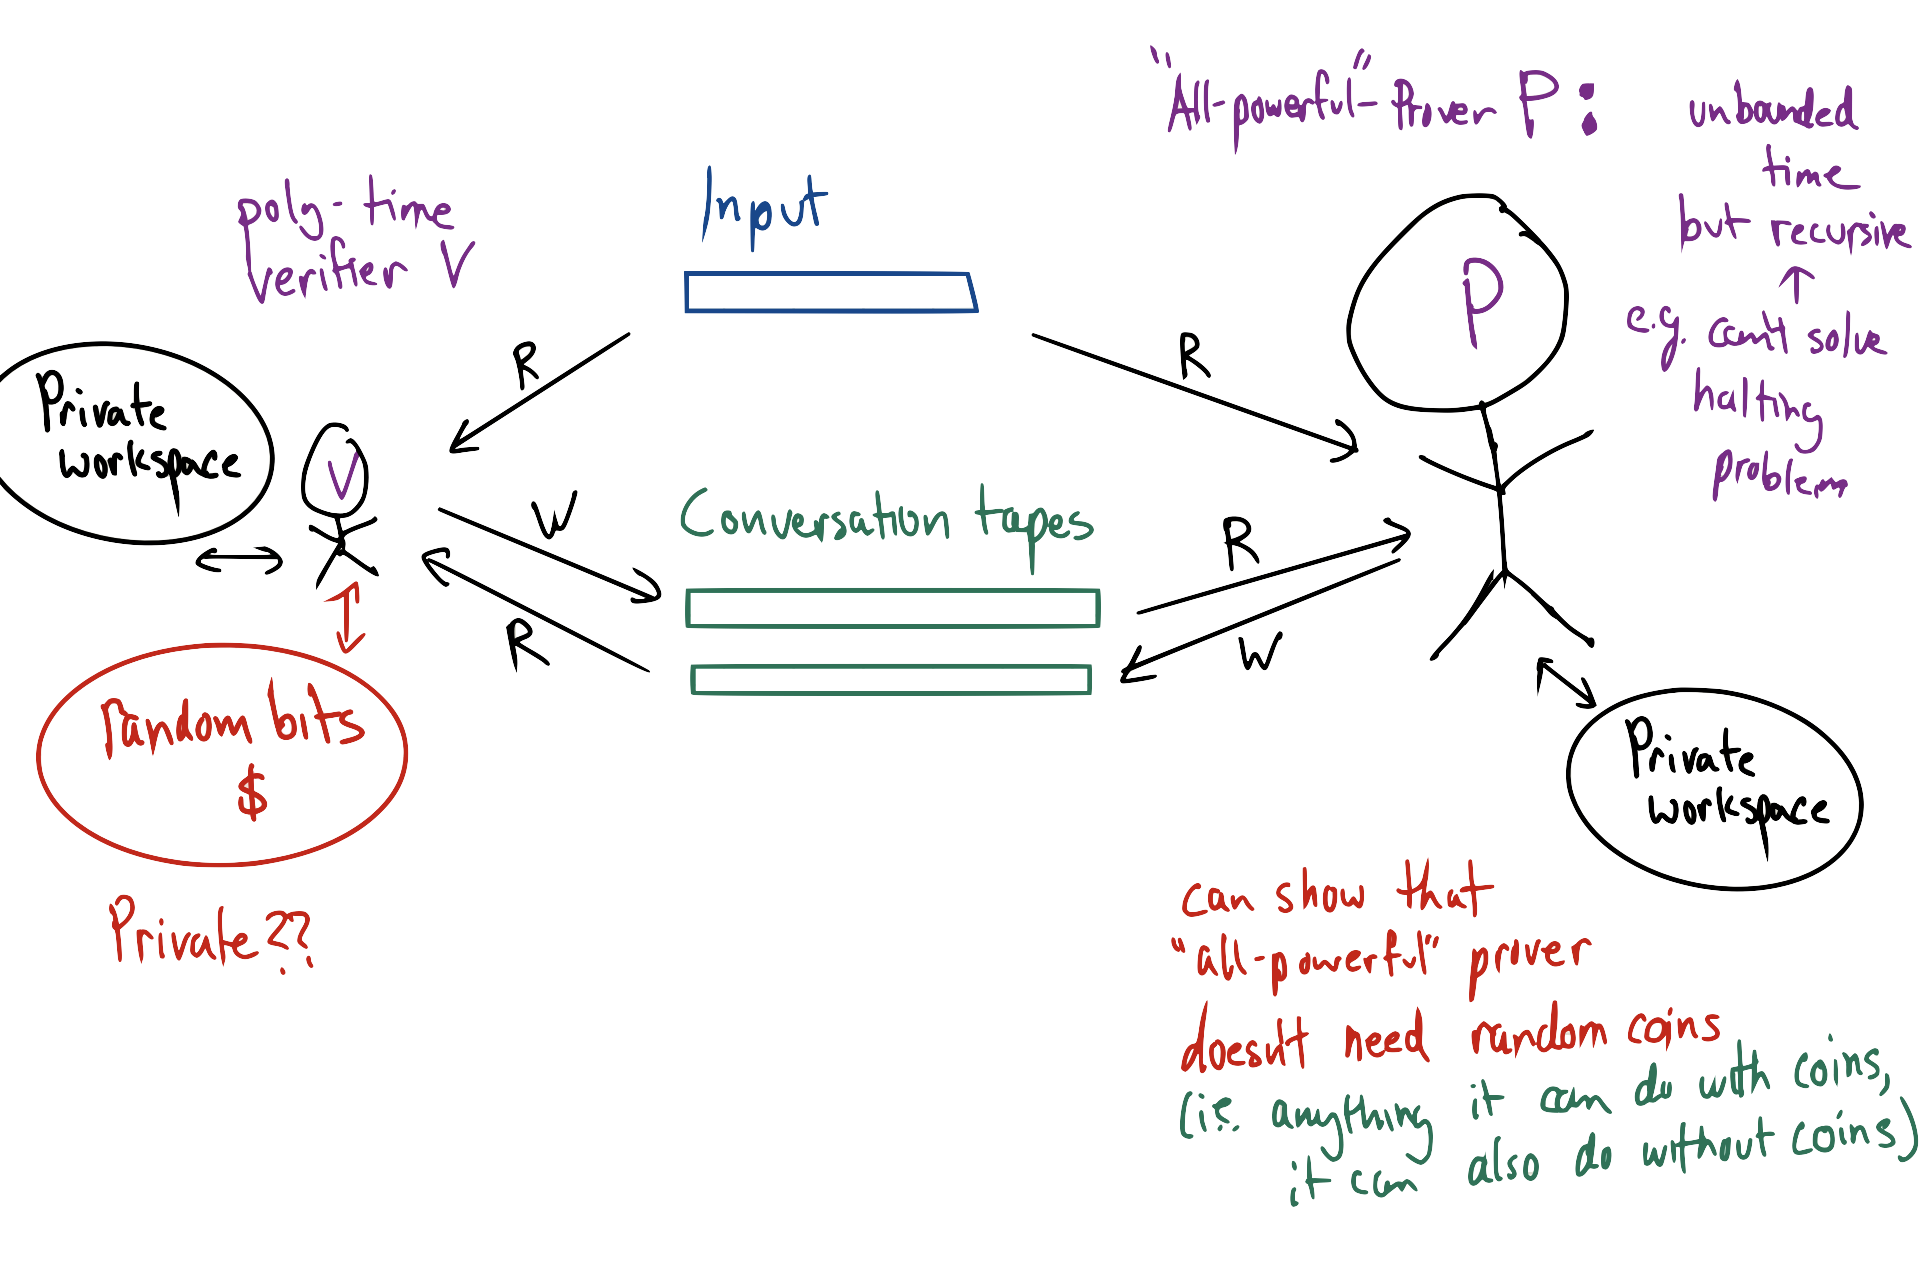 "All-powerful" Prover P:
unbounded
time
but recursive
↑
e.g. can't solve
halting
problem
P
poly-time
verifier V
Input
R
R
Private
workspace
V
W
Conversation tapes
R
R
W
random bits
$
Private??
Private
workspace
can show that
"all-powerful" prover
doesn't need random coins
(i.e. anything it can do with coins,
it can also do without coins)